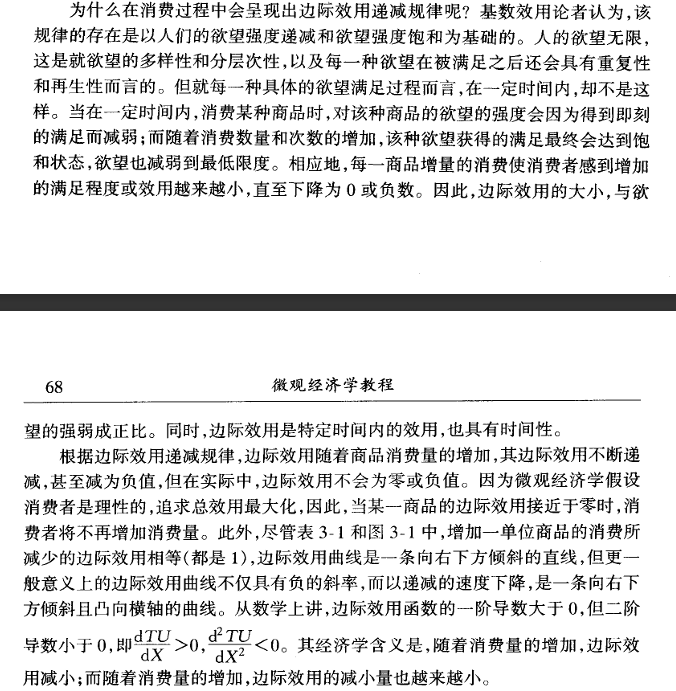 为什么在消费过程中会呈现出边际效用递减规律呢？基数效用论者认为,该
规律的存在是以人们的欲望强度递减和欲望强度饱和为基础的。人的欲望无限,
这是就欲望的多样性和分层次性,以及每一种欲望在被满足之后还会具有重复性
和再生性而言的。但就每一种具体的欲望满足过程而言,在一定时间内,却不是这
样。当在一定时间内,消费某种商品时,对该种商品的欲望的强度会因为得到即刻
的满足而减弱;而随着消费数量和次数的增加,该种欲望获得的满足最终会达到饱
和状态,欲望也减弱到最低限度。相应地,每一商品增量的消费使消费者感到增加
的满足程度或效用越来越小,直至下降为 0 或负数。因此,边际效用的大小,与欲
68 微观经济学教程
望的强弱成正比。同时,边际效用是特定时间内的效用,也具有时间性。
根据边际效用递减规律,边际效用随着商品消费量的增加,其边际效用不断递
减,甚至减为负值,但在实际中,边际效用不会为零或负值。因为微观经济学假设
消费者是理性的,追求总效用最大化,因此,当某一商品的边际效用接近于零时,消
费者将不再增加消费量。此外,尽管表 3-1 和图 3-1 中,增加一单位商品的消费所
减少的边际效用相等(都是 1),边际效用曲线是一条向右下方倾斜的直线,但更一
般意义上的边际效用曲线不仅具有负的斜率,而以递减的速度下降,是一条向右下
方倾斜且凸向横轴的曲线。从数学上讲,边际效用函数的一阶导数大于 0,但二阶
导数小于 0,即 dTU/dX >0, d²TU/dX² <0。其经济学含义是,随着消费量的增加,边际效
用减小;而随着消费量的增加,边际效用的减小量也越来越小。